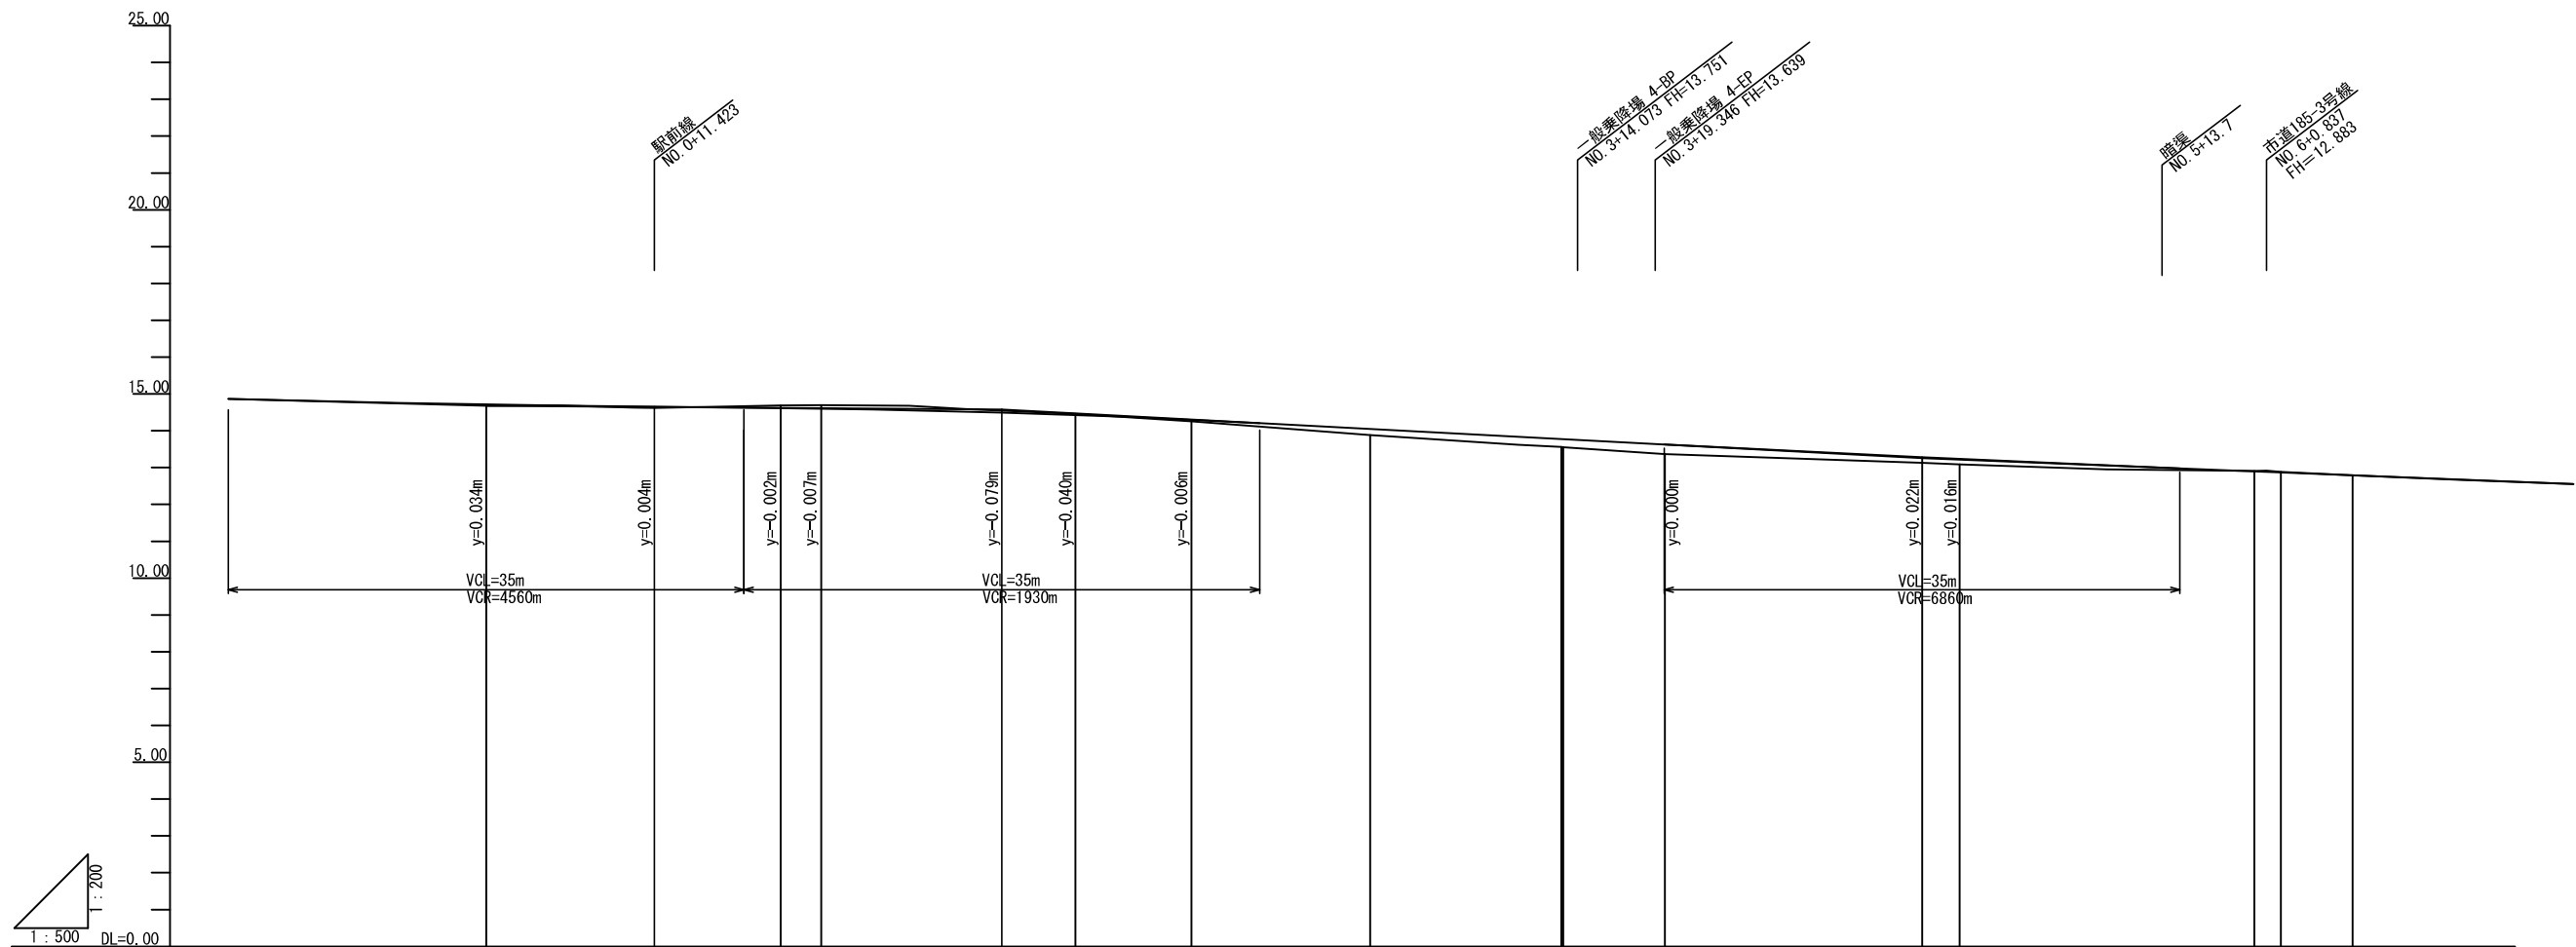 25.00
20.00
15.00
10.00
5.00
DL=0.00
1 : 200
1 : 500
駅前線
NO.0+11.423
一般乗降場 4-BP
NO.3+14.073 FH=13.751
一般乗降場 4-EP
NO.3+19.346 FH=13.639
暗渠
NO.5+13.7
市道185-3号線
NO.6+0.837
FH=12.883
y=0.034m
y=0.004m
y=-0.002m
y=-0.007m
y=-0.079m
y=-0.040m
y=-0.006m
y=0.000m
y=0.022m
y=0.016m
VCL=35m
VCR=4560m
VCL=35m
VCR=1930m
VCL=35m
VCR=6860m